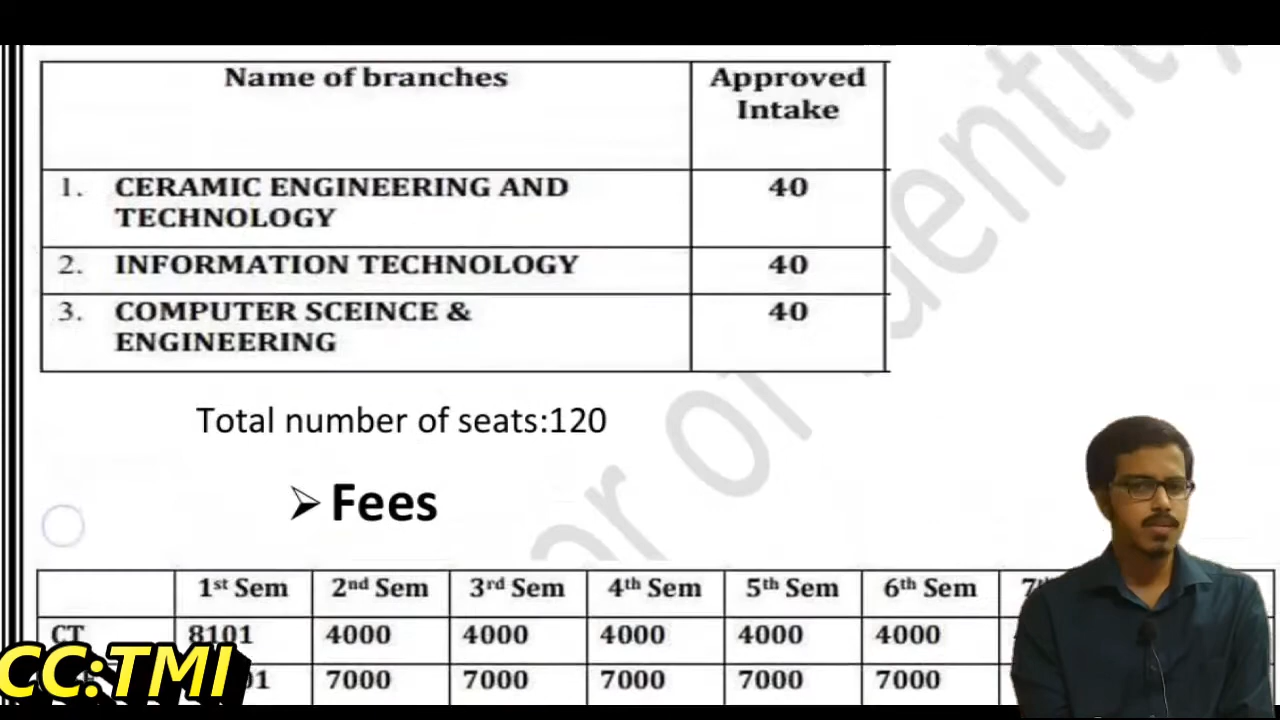 Name of branches Approved Intake
1. CERAMIC ENGINEERING AND TECHNOLOGY 40
2. INFORMATION TECHNOLOGY 40
3. COMPUTER SCEINCE & ENGINEERING 40
Total number of seats:120
➢ Fees
1st Sem 2nd Sem 3rd Sem 4th Sem 5th Sem 6th Sem
CT 8101 4000 4000 4000 4000 4000
7000 7000 7000 7000 7000
CC:TMI